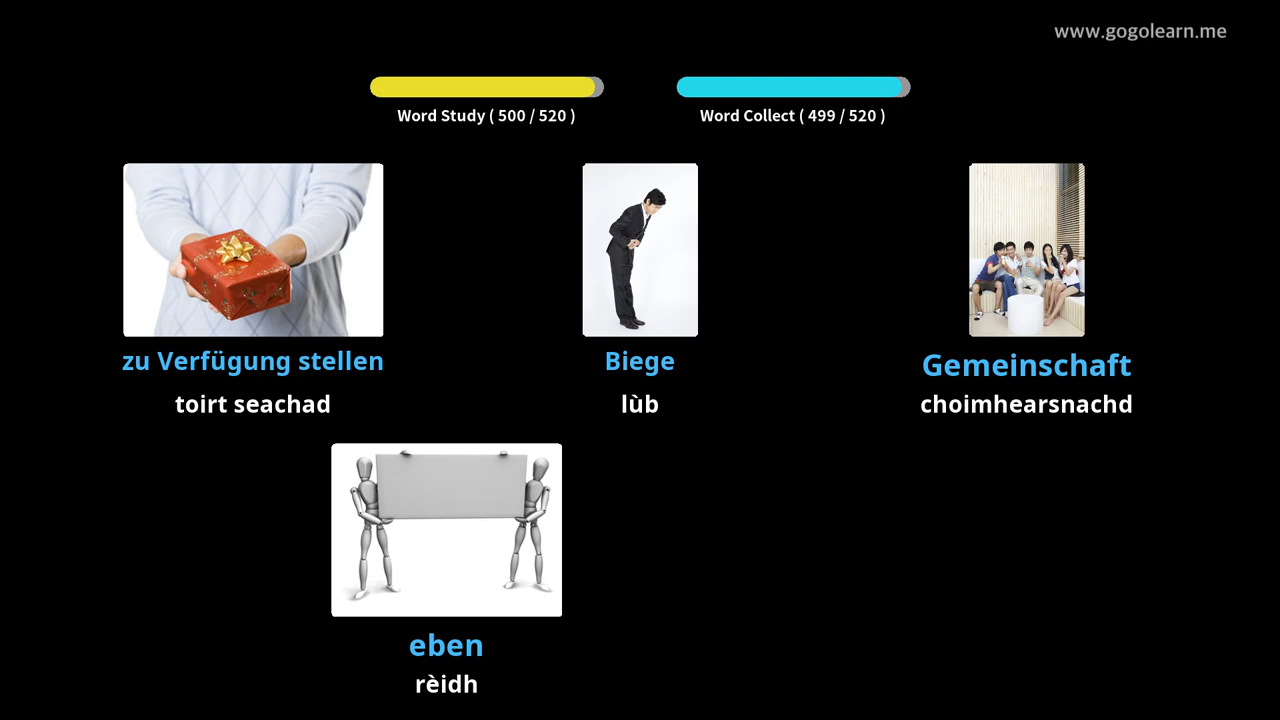 www.gogolearn.me
Word Study ( 500 / 520 )
Word Collect ( 499 / 520 )
zu Verfügung stellen
toirt seachad
Biege
lùb
Gemeinschaft
choimhearsnachd
eben
rèidh